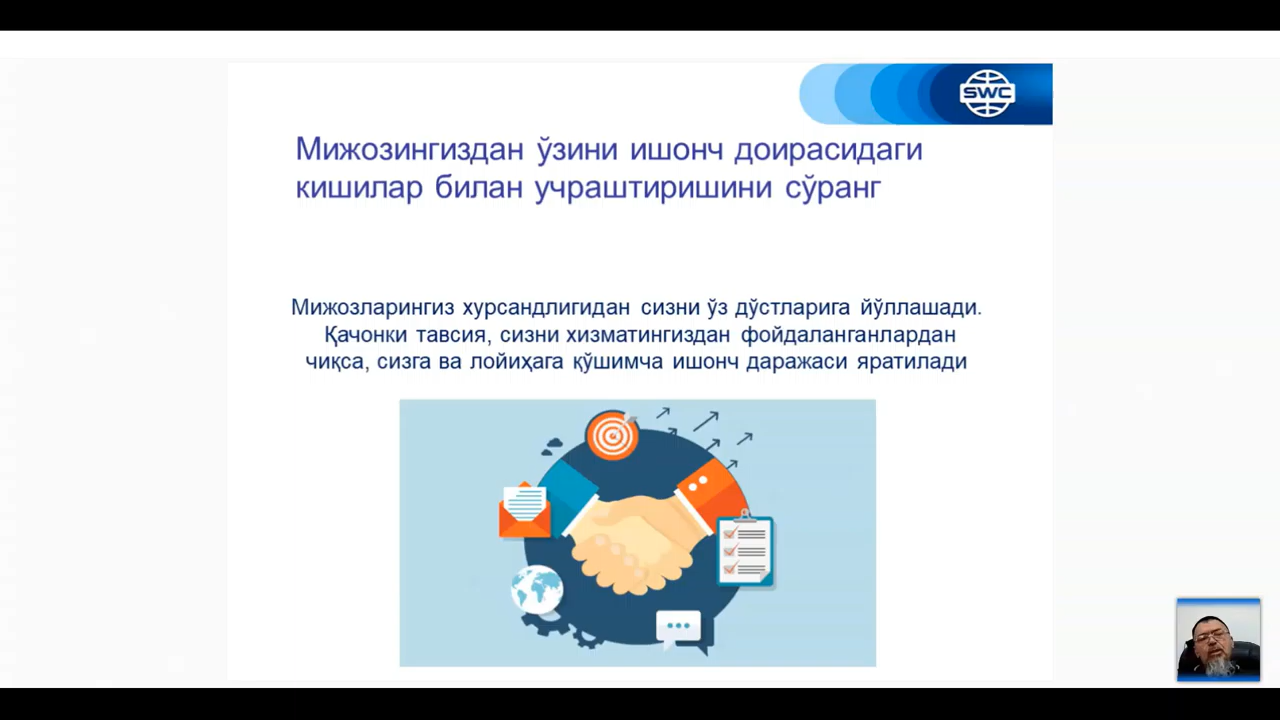 SWC
Мижозингиздан ўзини ишонч доирасидаги
кишилар билан учраштиришини сўранг
Мижозларингиз хурсандлигидан сизни ўз дўстларига йўллашади.
Қачонки тавсия, сизни хизматингиздан фойдаланганлардан
чиқса, сизга ва лойиҳага қўшимча ишонч даражаси яратилади